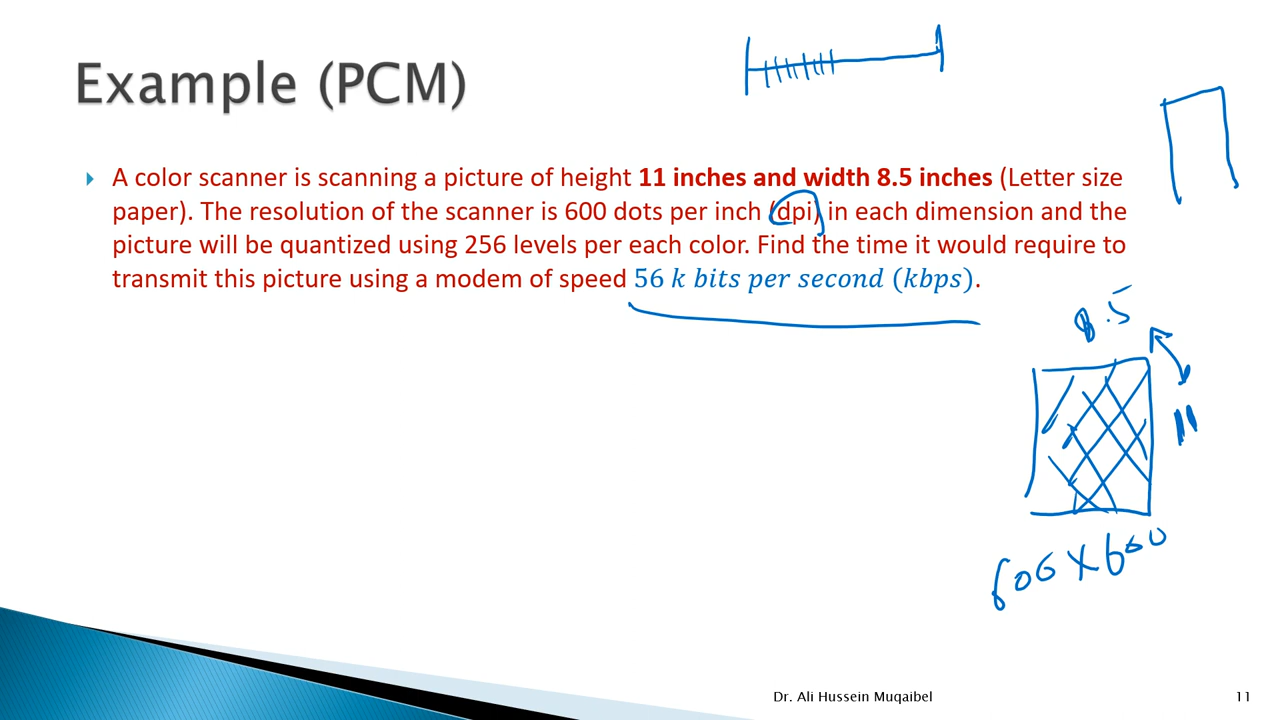 Example (PCM)
A color scanner is scanning a picture of height 11 inches and width 8.5 inches (Letter size
paper). The resolution of the scanner is 600 dots per inch (dpi) in each dimension and the
picture will be quantized using 256 levels per each color. Find the time it would require to
transmit this picture using a modem of speed 56 k bits per second (kbps).
8.5
11
600 X 600
Dr. Ali Hussein Muqaibel
11